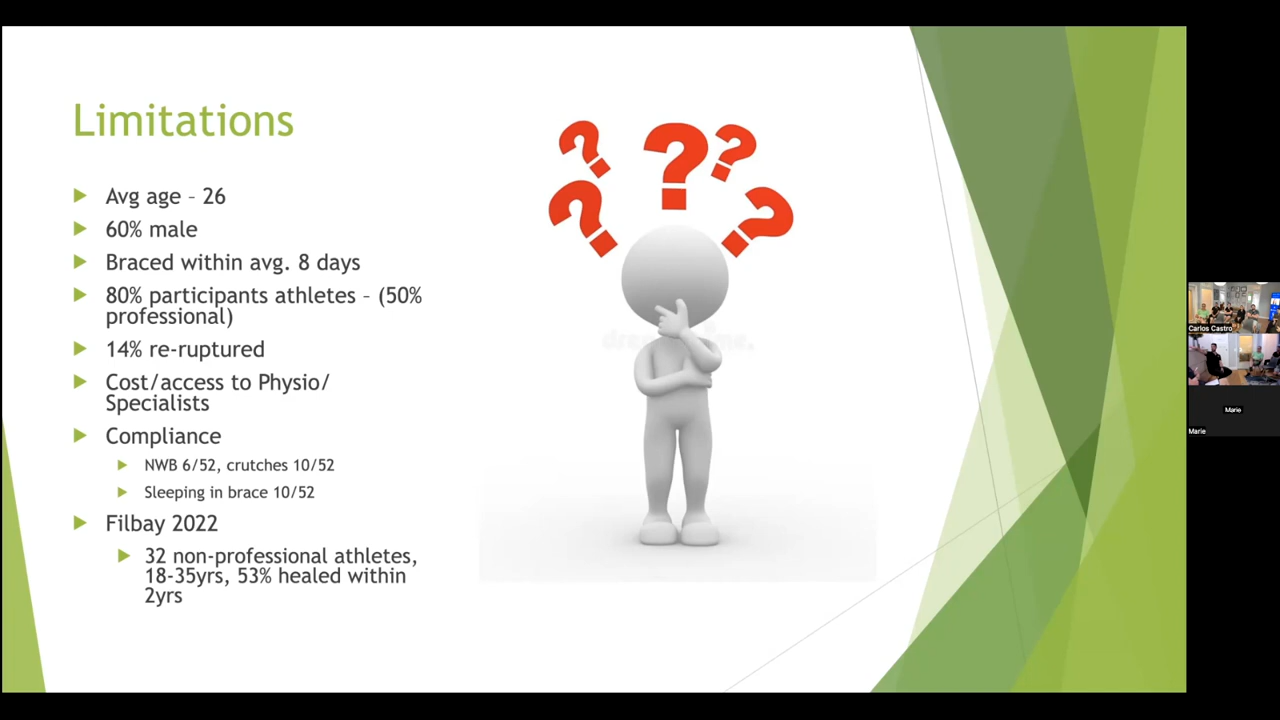 Limitations
Avg age - 26
60% male
Braced within avg. 8 days
80% participants athletes - (50%
professional)
14% re-ruptured
Cost/access to Physio/
Specialists
Compliance
NWB 6/52, crutches 10/52
Sleeping in brace 10/52
Filbay 2022
32 non-professional athletes,
18-35yrs, 53% healed within
2yrs
? ? ? ? ?
Carlos Castro
Marie
Marie